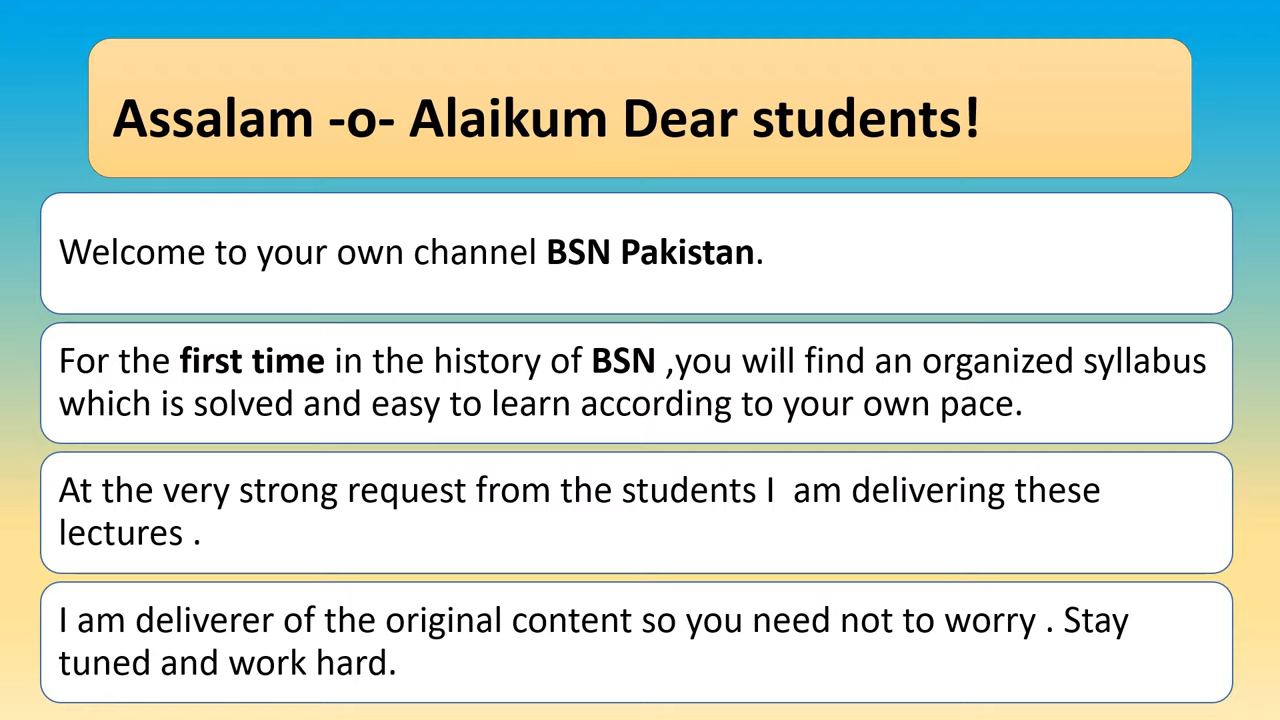 Assalam -o- Alaikum Dear students!
Welcome to your own channel BSN Pakistan.
For the first time in the history of BSN ,you will find an organized syllabus
which is solved and easy to learn according to your own pace.
At the very strong request from the students I  am delivering these
lectures .
I am deliverer of the original content so you need not to worry . Stay
tuned and work hard.